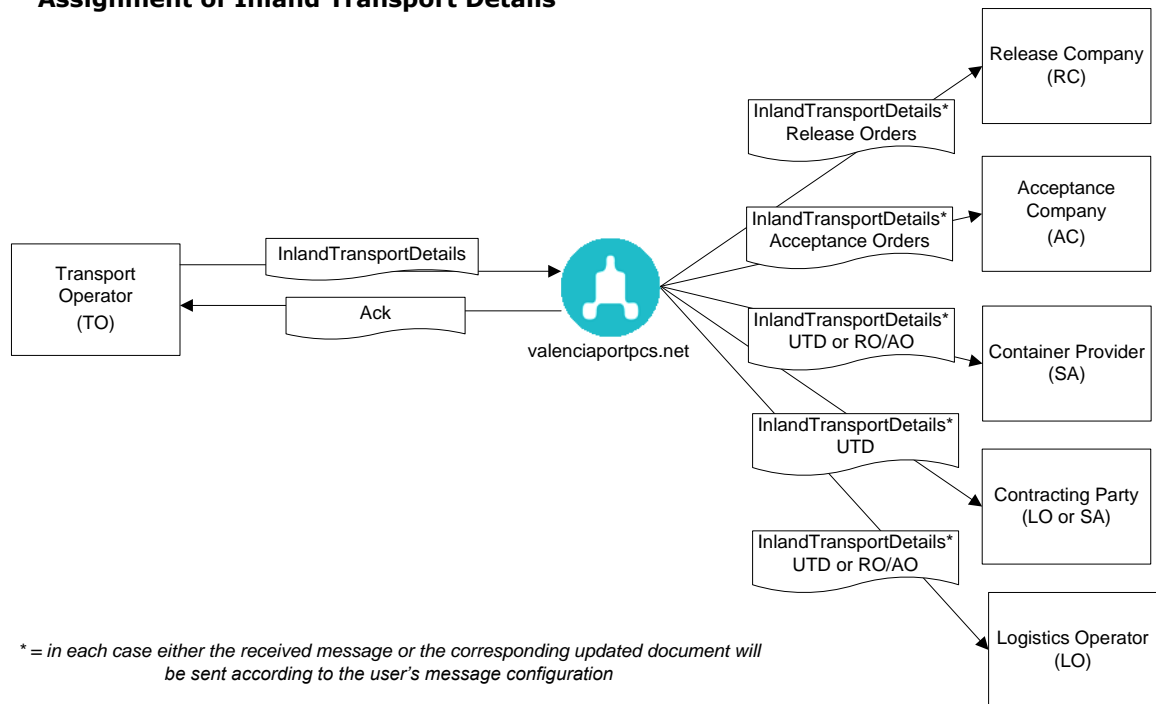 Assignment of Inland Transport Details
Release Company
(RC)
InlandTransportDetails*
Release Orders
Acceptance
Company
(AC)
InlandTransportDetails*
Acceptance Orders
InlandTransportDetails
Transport
Operator
(TO)
Ack
valenciaportpcs.net
InlandTransportDetails*
UTD or RO/AO
Container Provider
(SA)
InlandTransportDetails*
UTD
Contracting Party
(LO or SA)
InlandTransportDetails*
UTD or RO/AO
Logistics Operator
(LO)
* = in each case either the received message or the corresponding updated document will
be sent according to the user's message configuration